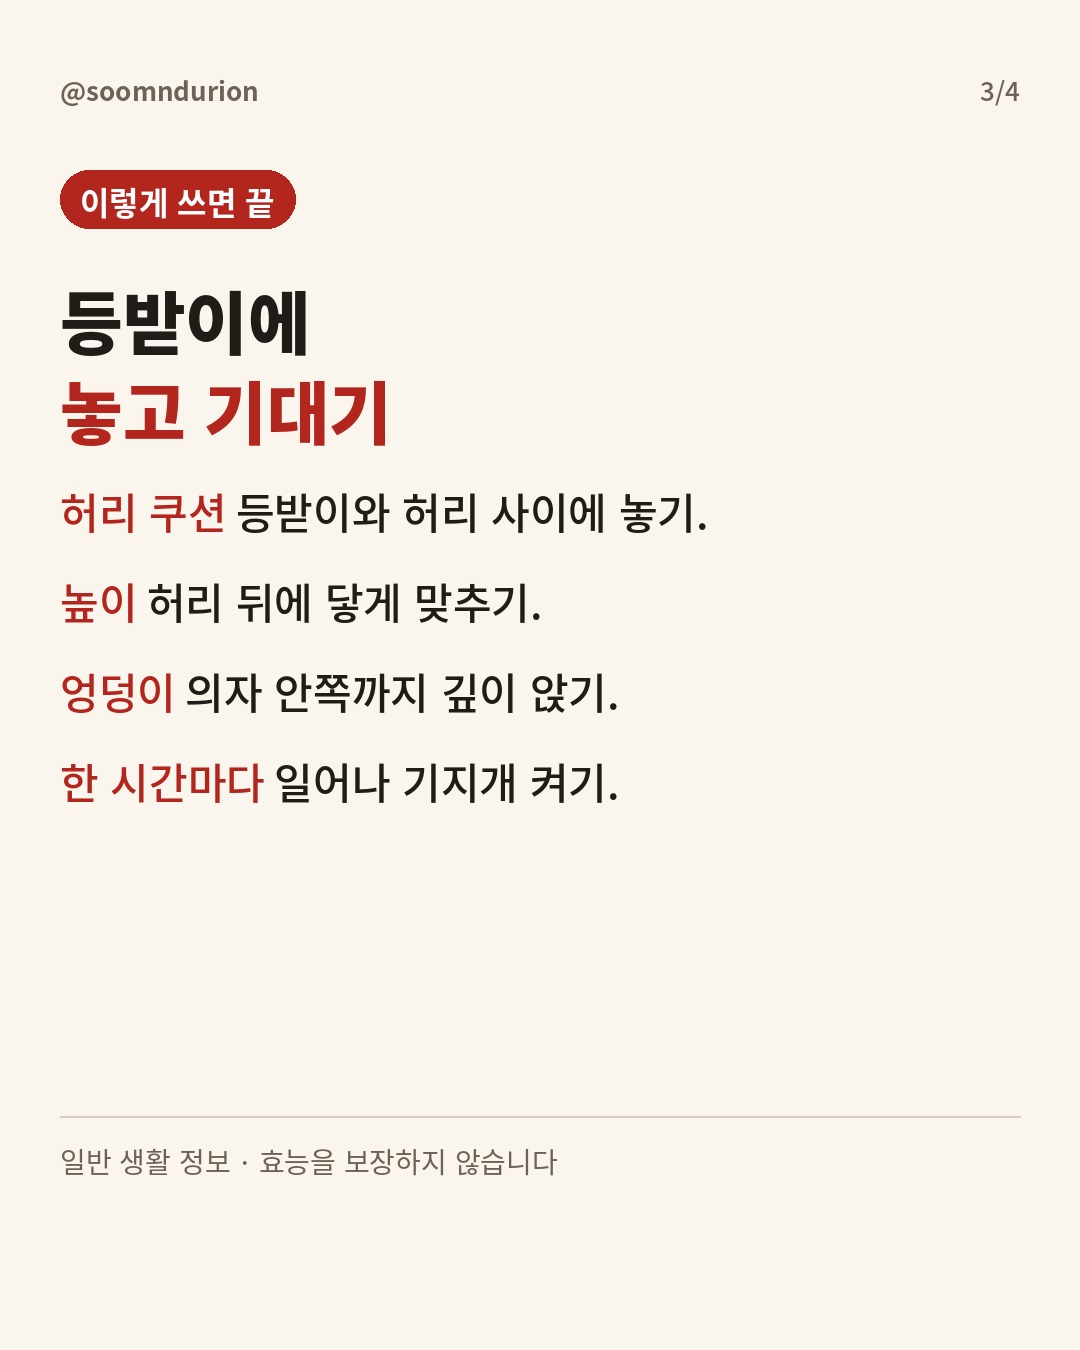 @soomndurion
3/4
이렇게 쓰면 끝
등받이에
놓고 기대기
허리 쿠션 등받이와 허리 사이에 놓기.
높이 허리 뒤에 닿게 맞추기.
엉덩이 의자 안쪽까지 깊이 앉기.
한 시간마다 일어나 기지개 켜기.
일반 생활 정보 · 효능을 보장하지 않습니다